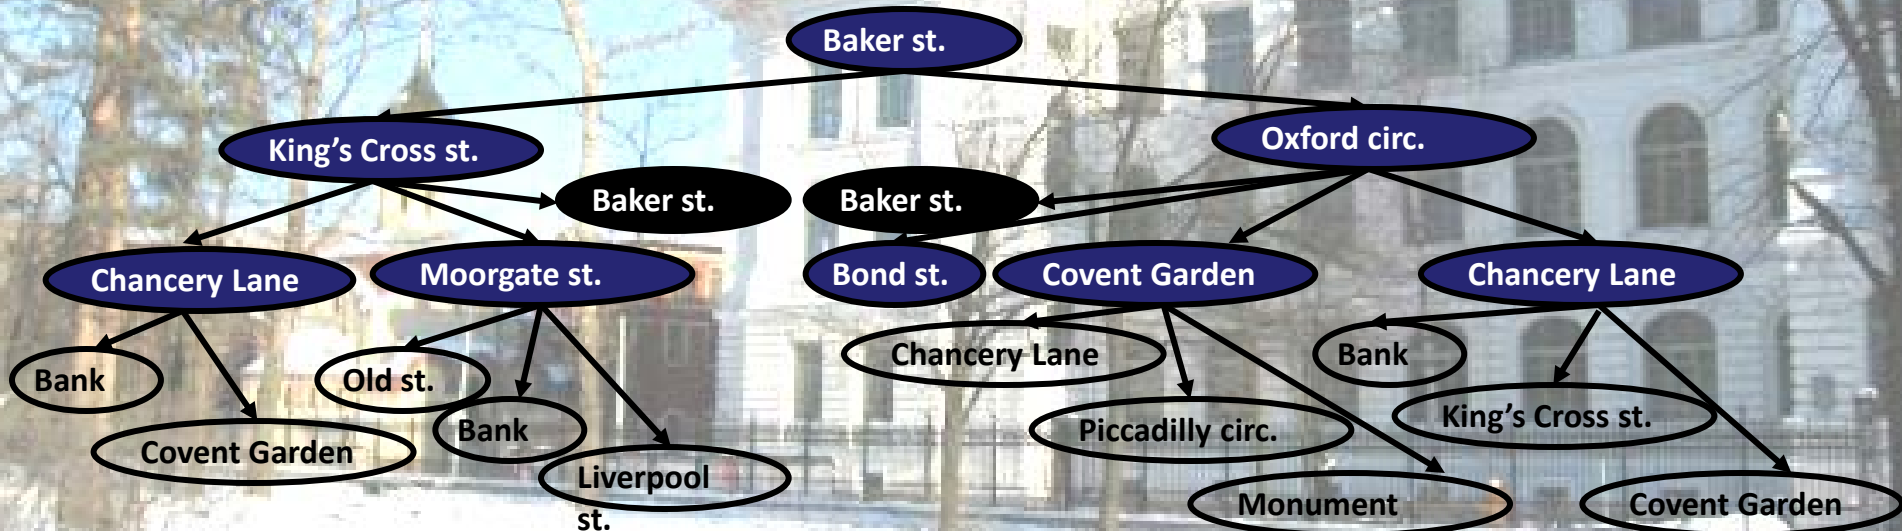 Baker st.
King’s Cross st.
Oxford circ.
Baker st.
Baker st.
Chancery Lane
Moorgate st.
Bond st.
Covent Garden
Chancery Lane
Bank
Old st.
Chancery Lane
Bank
Covent Garden
Bank
Piccadilly circ.
King’s Cross st.
Liverpool
st.
Monument
Covent Garden